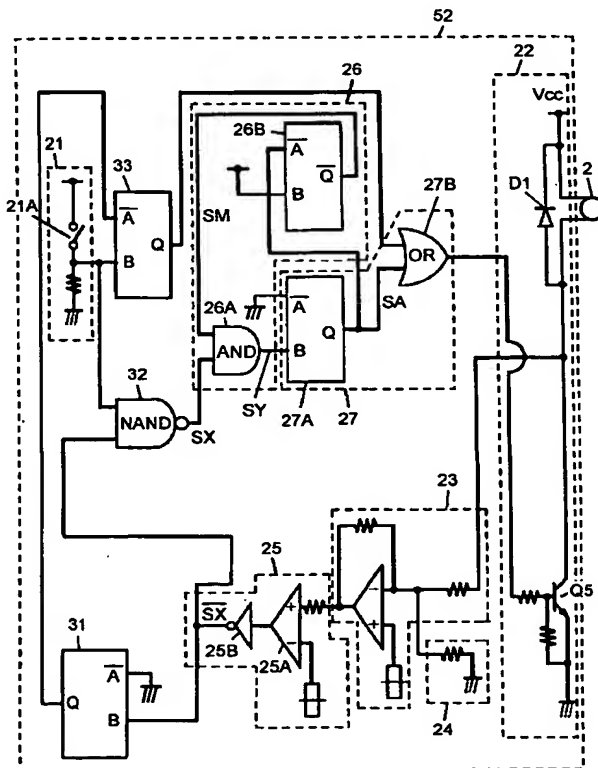 52
22
26
Vcc
26B
21
A̅
Q̅
2
33
D1
27B
21A
A̅
B
SM
Q
B
OR
26A
A̅
SA
AND
Q
B
32
SY
27A
27
NAND
SX
23
25
Q5
S̅X̅
+
−
−
+
31
25B
25A
A̅
Q
B
24